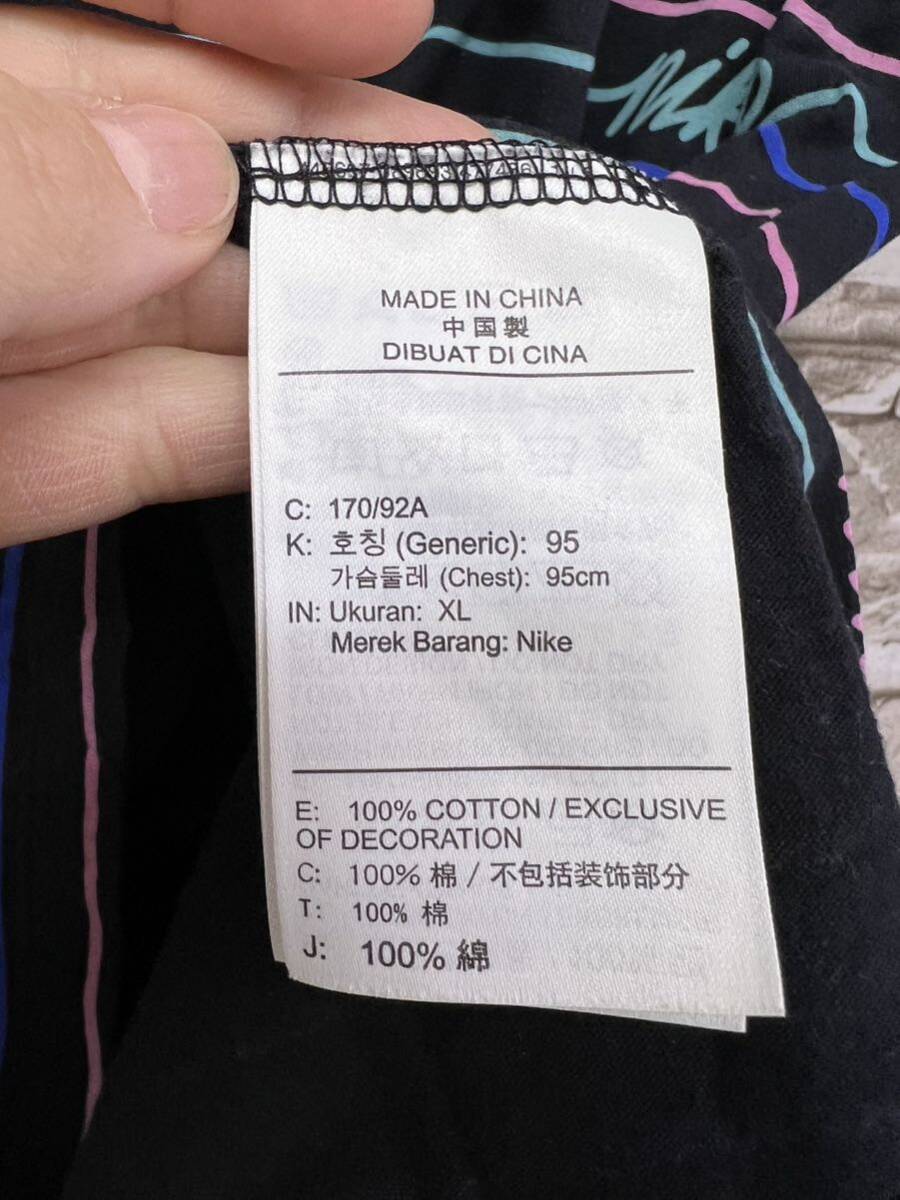 MADE IN CHINA
中国製
DIBUAT DI CINA
C: 170/92A
K: 호칭 (Generic): 95
가슴둘레 (Chest): 95cm
IN: Ukuran: XL
Merek Barang: Nike
E: 100% COTTON / EXCLUSIVE
OF DECORATION
C: 100% 棉 / 不包括装饰部分
T: 100% 棉
J: 100% 綿